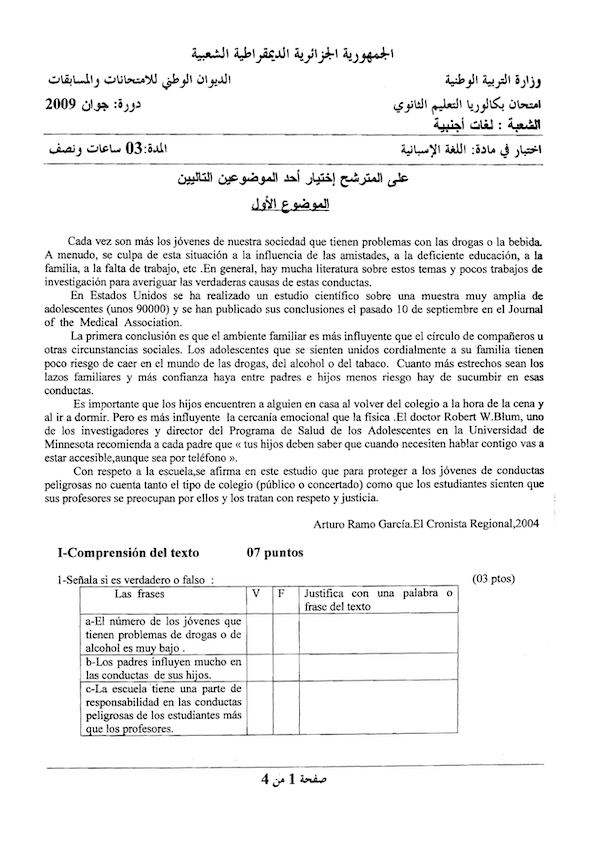 الجمهورية الجزائرية الديمقراطية الشعبية
وزارة التربية الوطنية الديوان الوطني للامتحانات والمسابقات
امتحان بكالوريا التعليم الثانوي دورة: جوان 2009
الشعبة : لغات أجنبية
اختبار في مادة: اللغة الإسبانية المدة: 03 ساعات ونصف
على المترشح إختيار أحد الموضوعين التاليين
الموضوع الأول
Cada vez son más los jóvenes de nuestra sociedad que tienen problemas con las drogas o la bebida.
A menudo, se culpa de esta situación a la influencia de las amistades, a la deficiente educación, a la
familia, a la falta de trabajo, etc .En general, hay mucha literatura sobre estos temas y pocos trabajos de
investigación para averiguar las verdaderas causas de estas conductas.
En Estados Unidos se ha realizado un estudio científico sobre una muestra muy amplia de
adolescentes (unos 90000) y se han publicado sus conclusiones el pasado 10 de septiembre en el Journal
of the Medical Association.
La primera conclusión es que el ambiente familiar es más influyente que el círculo de compañeros u
otras circunstancias sociales. Los adolescentes que se sienten unidos cordialmente a su familia tienen
poco riesgo de caer en el mundo de las drogas, del alcohol o del tabaco. Cuanto más estrechos sean los
lazos familiares y más confianza haya entre padres e hijos menos riesgo hay de sucumbir en esas
conductas.
Es importante que los hijos encuentren a alguien en casa al volver del colegio a la hora de la cena y
al ir a dormir. Pero es más influyente la cercanía emocional que la física .El doctor Robert W.Blum, uno
de los investigadores y director del Programa de Salud de los Adolescentes en la Universidad de
Minnesota recomienda a cada padre que « tus hijos deben saber que cuando necesiten hablar contigo vas a
estar accesible,aunque sea por teléfono ».
Con respeto a la escuela,se afirma en este estudio que para proteger a los jóvenes de conductas
peligrosas no cuenta tanto el tipo de colegio (público o concertado) como que los estudiantes sienten que
sus profesores se preocupan por ellos y los tratan con respeto y justicia.
Arturo Ramo García.El Cronista Regional,2004
I-Comprensión del texto 07 puntos
1-Señala si es verdadero o falso : (03 ptos)
Las frases V F Justifica con una palabra o
frase del texto
a-El número de los jóvenes que
tienen problemas de drogas o de
alcohol es muy bajo .
b-Los padres influyen mucho en
las conductas de sus hijos.
c-La escuela tiene una parte de
responsabilidad en las conductas
peligrosas de los estudiantes más
que los profesores.
صفحة 1 من 4